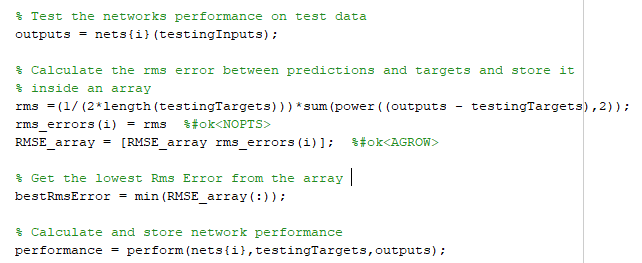 % Test the networks performance on test data
outputs = nets{i}(testingInputs);
% Calculate the rms error between predictions and targets and store it
% inside an array
rms =(1/(2*length(testingTargets)))*sum(power((outputs - testingTargets),2));
rms_errors(i) = rms  %#ok<NOPTS>
RMSE_array = [RMSE_array rms_errors(i)];  %#ok<AGROW>
% Get the lowest Rms Error from the array
bestRmsError = min(RMSE_array(:));
% Calculate and store network performance
performance = perform(nets{i},testingTargets,outputs);